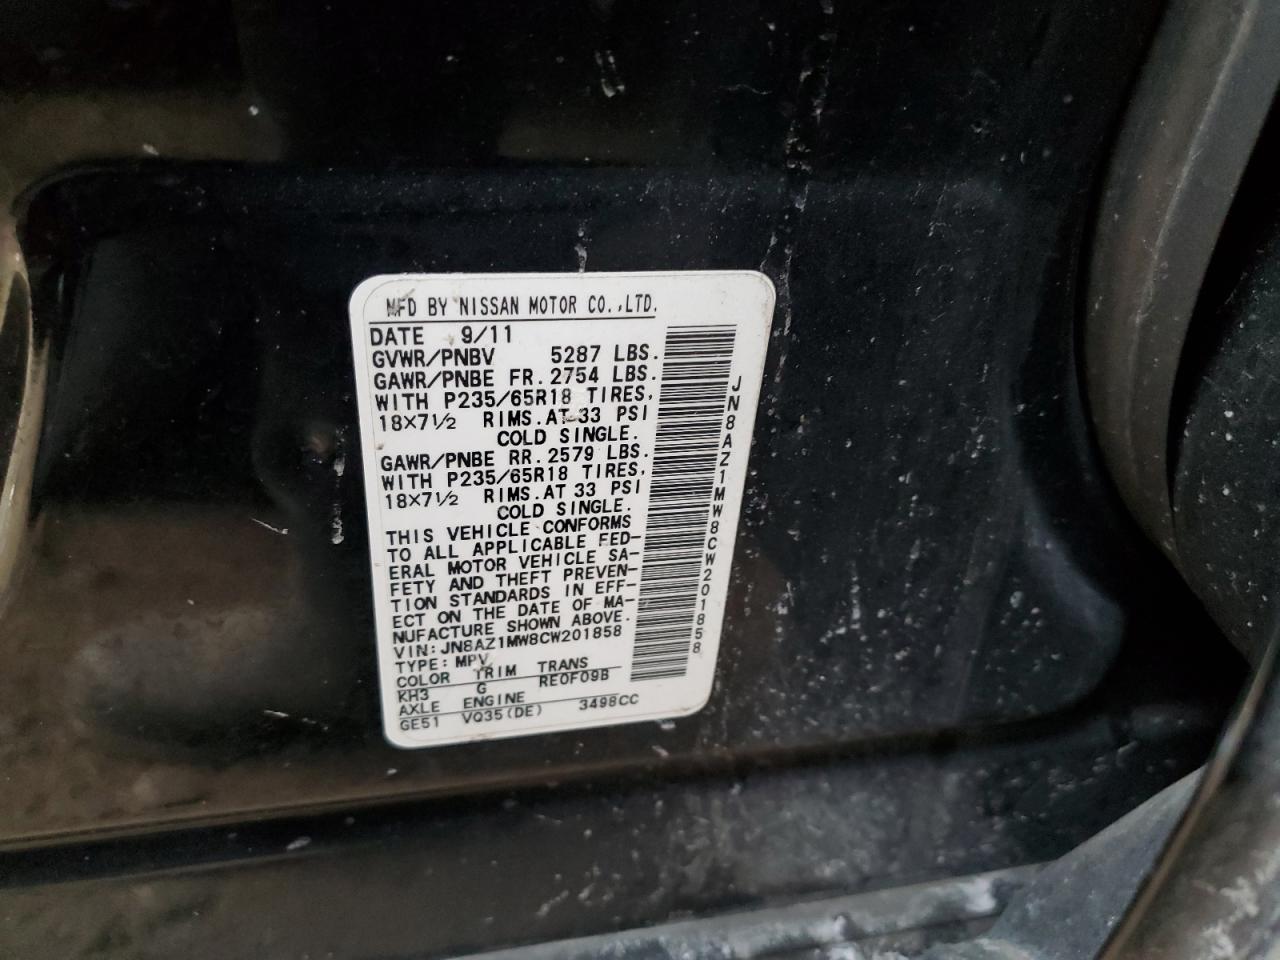 MFD BY NISSAN MOTOR CO.,LTD.
DATE 9/11
GVWR/PNBV 5287 LBS.
GAWR/PNBE FR. 2754 LBS.
WITH P235/65R18 TIRES,
18×7½ RIMS.AT 33 PSI
COLD SINGLE.
GAWR/PNBE RR. 2579 LBS.
WITH P235/65R18 TIRES,
18×7½ RIMS.AT 33 PSI
COLD SINGLE.
THIS VEHICLE CONFORMS
TO ALL APPLICABLE FED-
ERAL MOTOR VEHICLE SA-
FETY AND THEFT PREVEN-
TION STANDARDS IN EFF-
ECT ON THE DATE OF MA-
NUFACTURE SHOWN ABOVE.
VIN:JN8AZ1MW8CW201858
TYPE: MPV
COLOR TRIM TRANS
KH3 G RE0F09B
AXLE ENGINE
GE51 VQ35(DE) 3498CC
JN8AZ1MW8CW201858